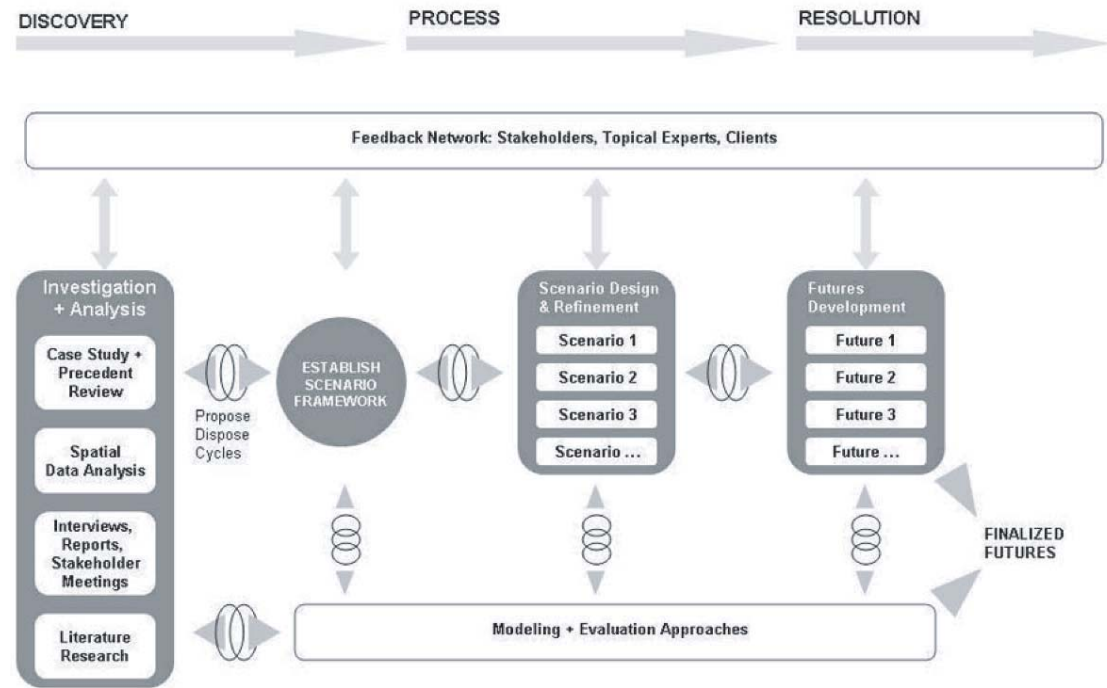 DISCOVERY
PROCESS
RESOLUTION
Feedback Network: Stakeholders, Topical Experts, Clients
Investigation
+ Analysis
Case Study +
Precedent
Review
Spatial
Data Analysis
Interviews,
Reports,
Stakeholder
Meetings
Literature
Research
Propose
Dispose
Cycles
ESTABLISH
SCENARIO
FRAMEWORK
Scenario Design
& Refinement
Scenario 1
Scenario 2
Scenario 3
Scenario ...
Futures
Development
Future 1
Future 2
Future 3
Future ...
FINALIZED
FUTURES
Modeling + Evaluation Approaches